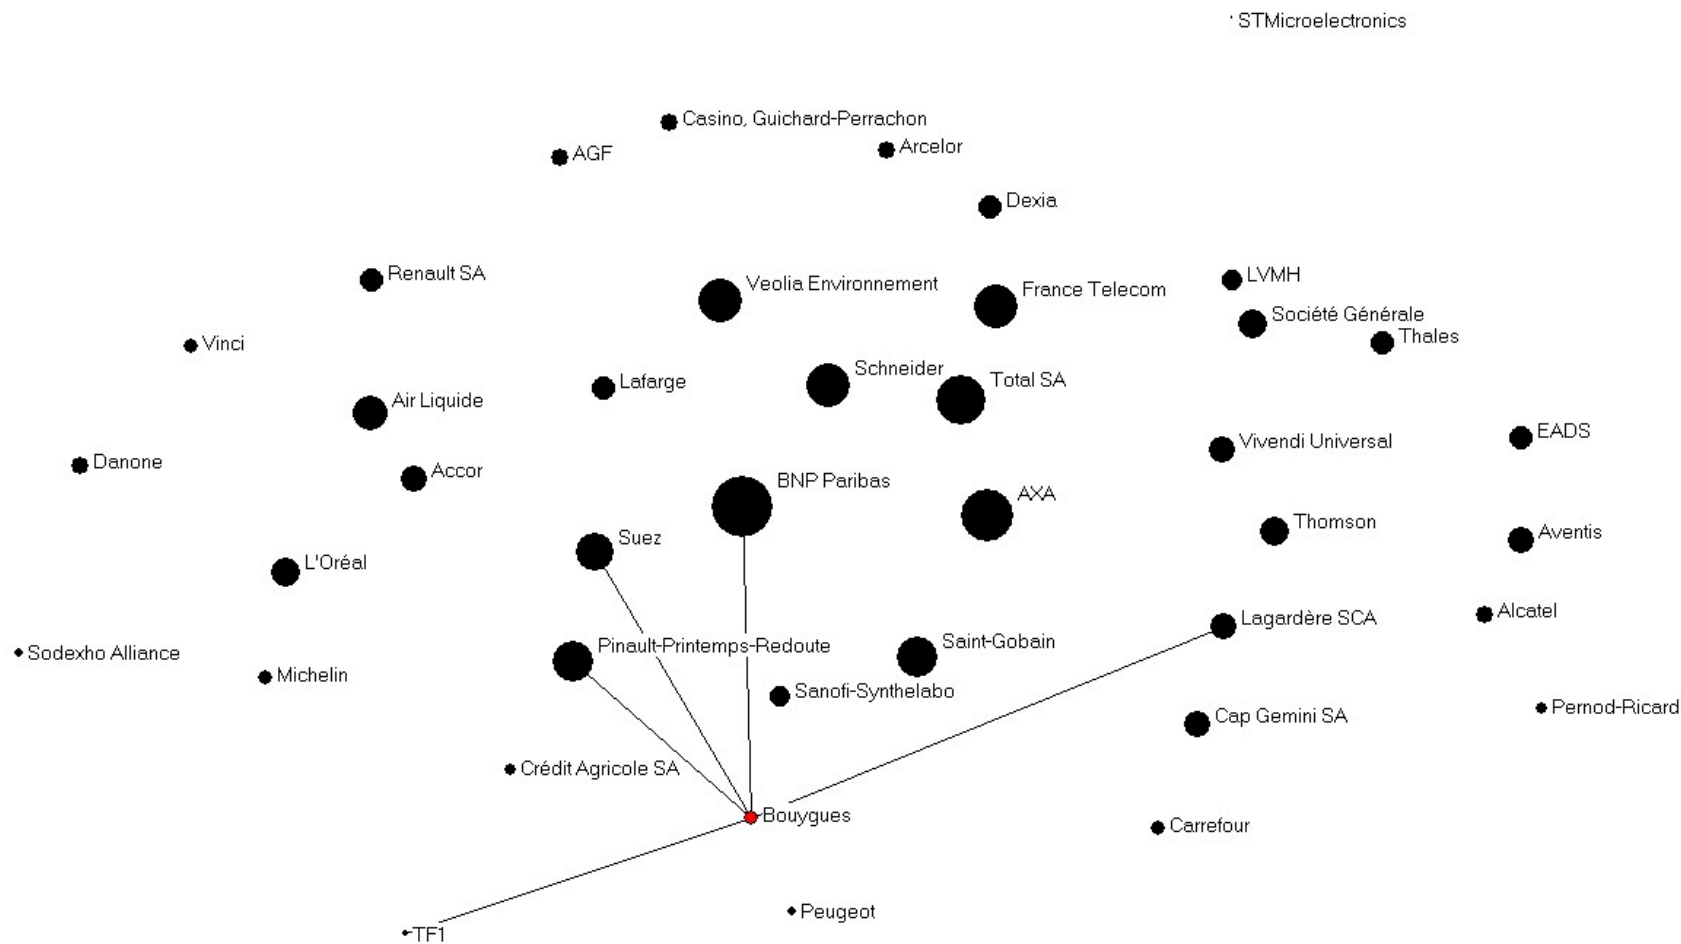 STMicroelectronics
Casino, Guichard-Perrachon
Arcelor
AGF
Dexia
Renault SA
LVMH
Veolia Environnement
France Telecom
Société Générale
Thales
Vinci
Schneider
Total SA
Lafarge
Air Liquide
EADS
Vivendi Universal
Danone
Accor
BNP Paribas
AXA
Thomson
Aventis
Suez
L'Oréal
Alcatel
Lagardère SCA
Saint-Gobain
Pinault-Printemps-Redoute
Sodexho Alliance
Michelin
Sanofi-Synthelabo
Pernod-Ricard
Cap Gemini SA
Crédit Agricole SA
Bouygues
Carrefour
Peugeot
TF1